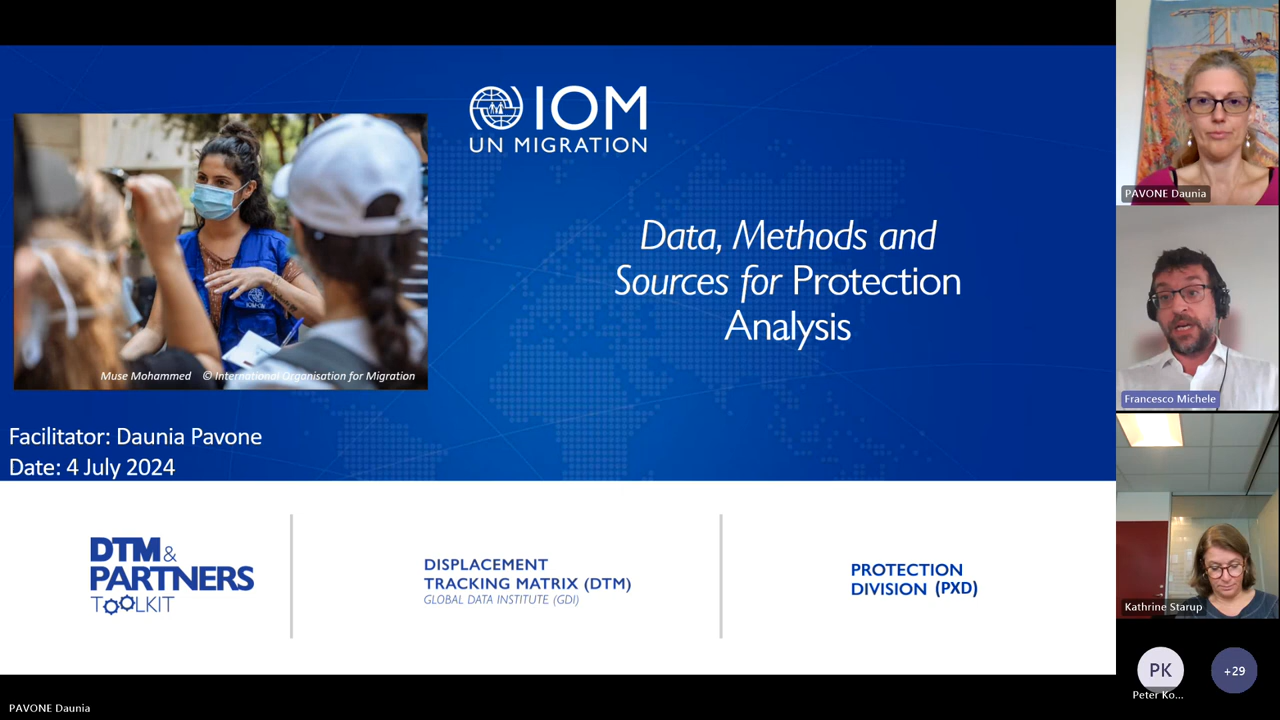 IOM
UN MIGRATION
Data, Methods and
Sources for Protection
Analysis
Muse Mohammed © International Organisation for Migration
Facilitator: Daunia Pavone
Date: 4 July 2024
DTM &
PARTNERS
TOOLKIT
DISPLACEMENT
TRACKING MATRIX (DTM)
GLOBAL DATA INSTITUTE (GDI)
PROTECTION
DIVISION (PXD)
PAVONE Daunia
Francesco Michele
Kathrine Starup
PK
Peter Ko...
+29
PAVONE Daunia